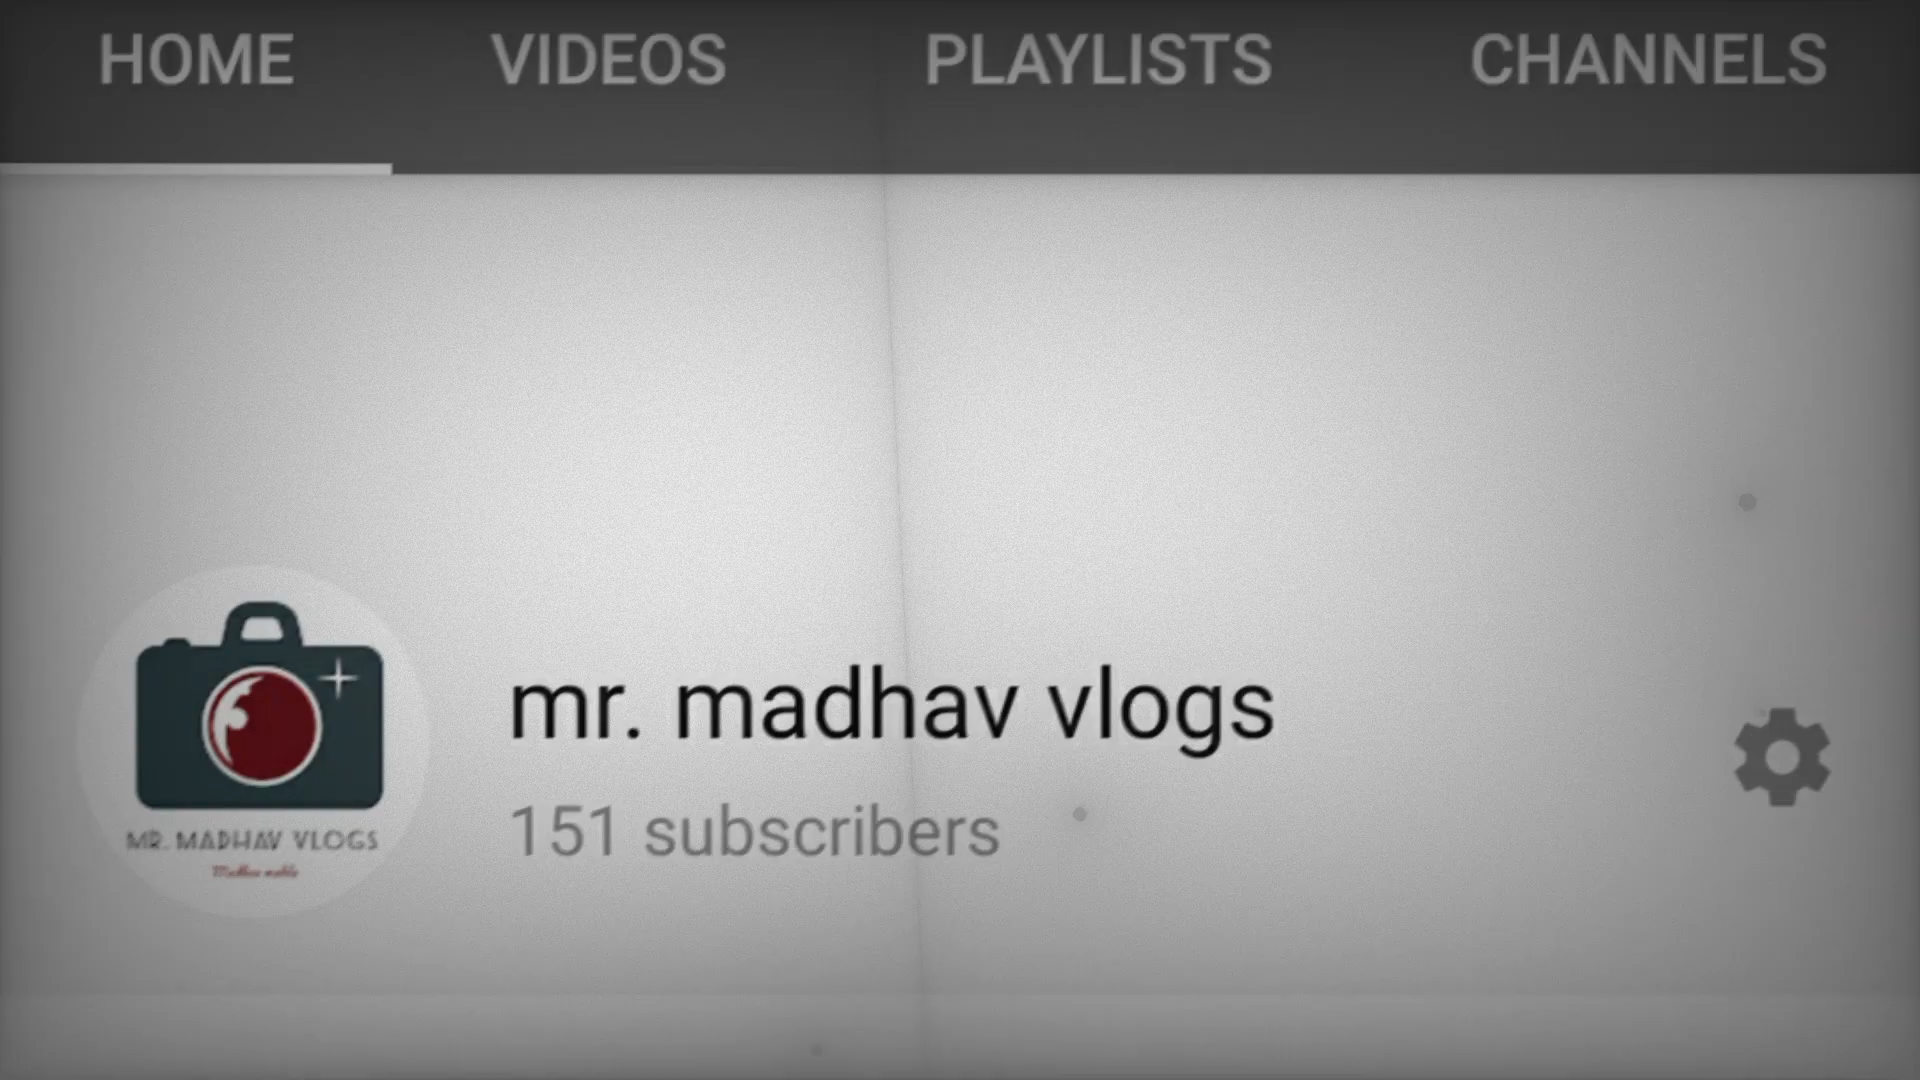 HOME VIDEOS PLAYLISTS CHANNELS
mr. madhav vlogs
151 subscribers
MR. MADHAV VLOGS